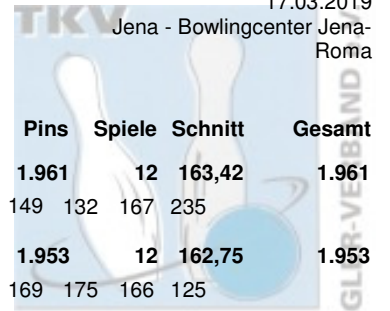 17.03.2019
TKV
Jena - Bowlingcenter Jena-
Roma
Pins Spiele Schnitt Gesamt
1.961 12 163,42 1.961
149 132 167 235
1.953 12 162,75 1.953
169 175 166 125
GLER-VERBAND